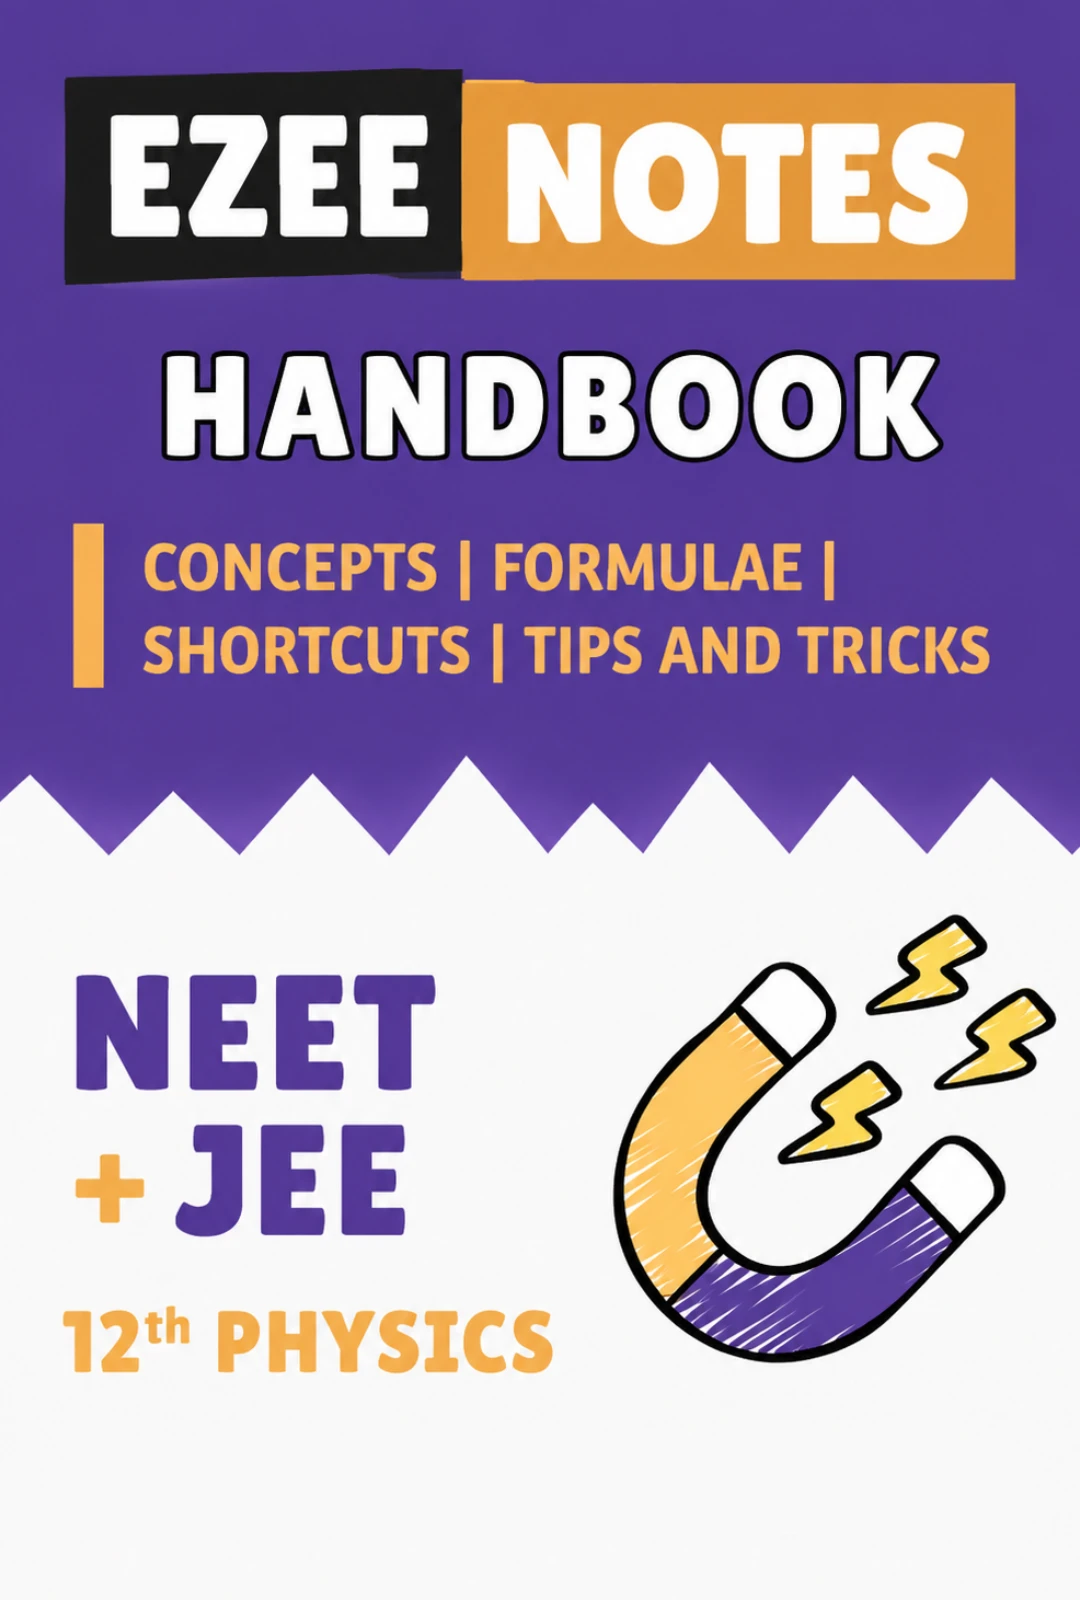 EZEE NOTES
HANDBOOK
CONCEPTS | FORMULAE |
SHORTCUTS | TIPS AND TRICKS
NEET
+ JEE
12th PHYSICS